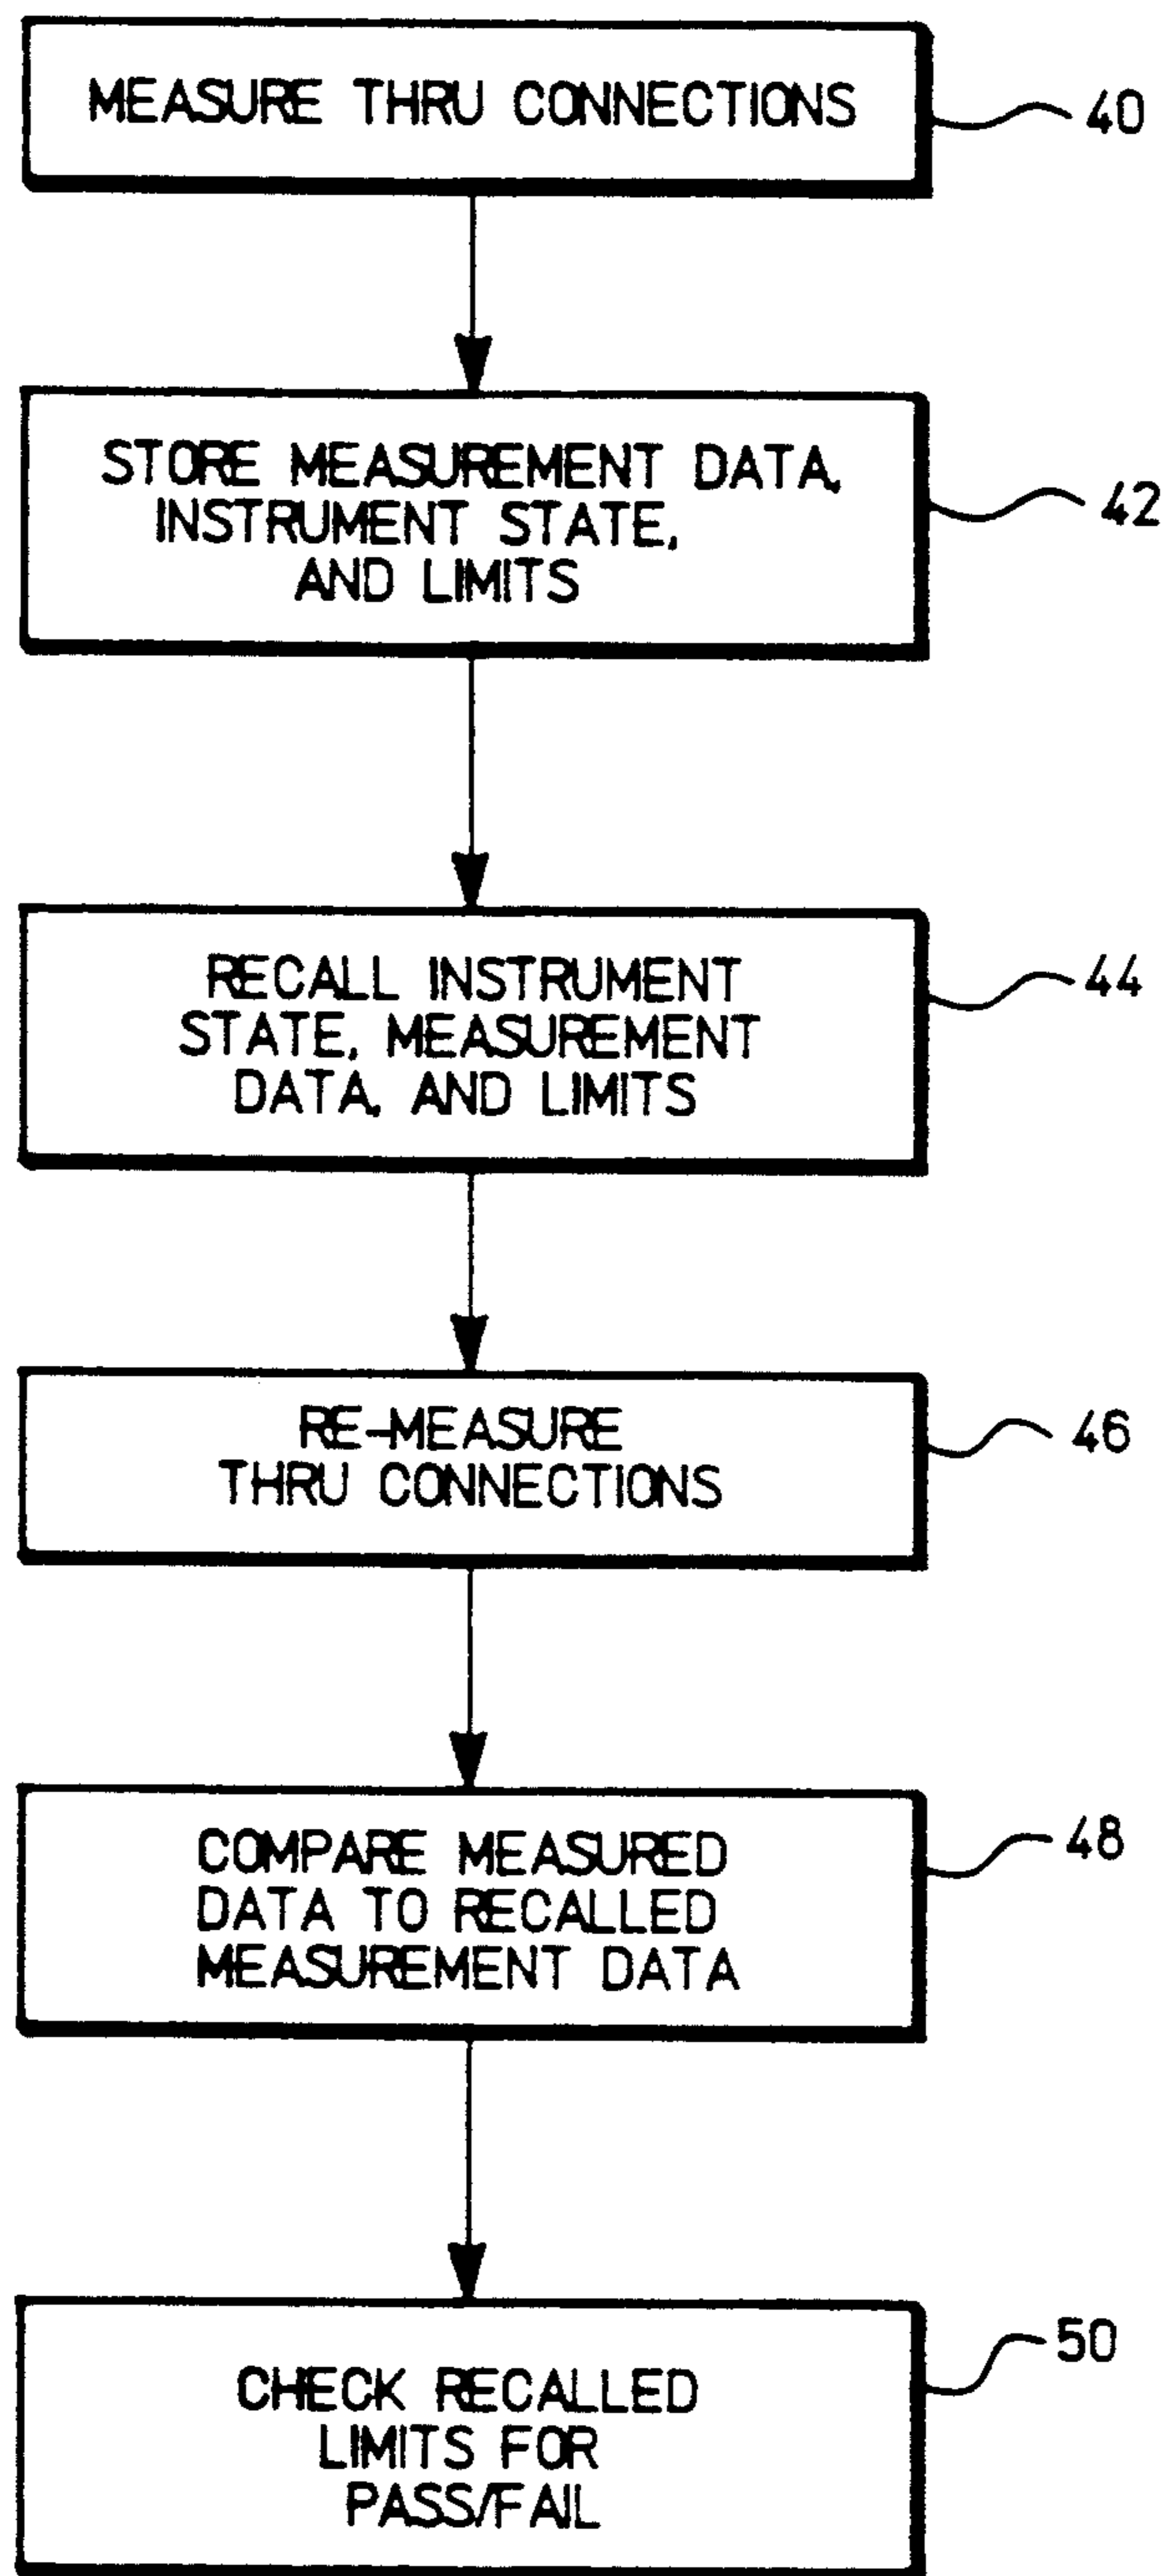 MEASURE THRU CONNECTIONS
40
STORE MEASUREMENT DATA,
INSTRUMENT STATE,
AND LIMITS
42
RECALL INSTRUMENT
STATE, MEASUREMENT
DATA, AND LIMITS
44
RE-MEASURE
THRU CONNECTIONS
46
COMPARE MEASURED
DATA TO RECALLED
MEASUREMENT DATA
48
CHECK RECALLED
LIMITS FOR
PASS/FAIL
50